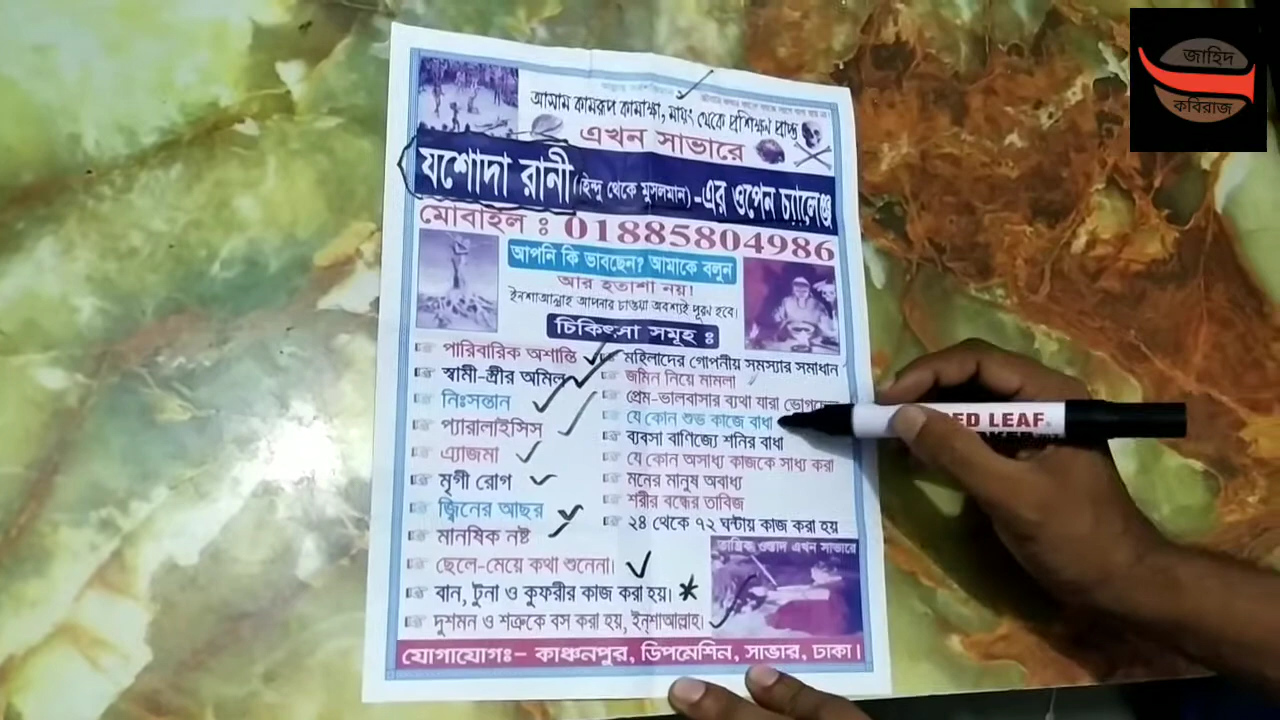 জাহিদ
কবিরাজ
আসাম কামরূপ কামাক্ষা, মায়ং থেকে প্রশিক্ষণ প্রাপ্ত
এখন সাভারে
যশোদা রানী (হিন্দু থেকে মুসলমান)-এর ওপেন চ্যালেঞ্জ
মোবাইল : 01885804986
আপনি কি ভাবছেন? আমাকে বলুন
আর হতাশা নয়!
ইনশাআল্লাহ আপনার চাওয়া অবশ্যই পূরণ হবে।
চিকিৎসা সমূহ :
পারিবারিক অশান্তি
স্বামী-স্ত্রীর অমিল
নিঃসন্তান
প্যারালাইসিস
এ্যাজমা
মৃগী রোগ
জ্বিনের আছর
মানষিক নষ্ট
ছেলে-মেয়ে কথা শুনেনা।
বান, টুনা ও কুফরীর কাজ করা হয়।
দুশমন ও শত্রুকে বস করা হয়, ইন্‌শাআল্লাহ।
মহিলাদের গোপনীয় সমস্যার সমাধান
জমিন নিয়ে মামলা
প্রেম-ভালবাসার ব্যথা যারা
যে কোন শুভ কাজে বাধা
ব্যবসা বাণিজ্যে শনির বাধা
যে কোন অসাধ্য কাজকে সাধ্য করা
মনের মানুষ অবাধ্য
শরীর বন্ধের তাবিজ
২৪ থেকে ৭২ ঘন্টায় কাজ করা হয়
তান্ত্রিক ওস্তাদ এখন সাভারে
যোগাযোগঃ- কাঞ্চনপুর, ডিপমেশিন, সাভার, ঢাকা।
RED LEAF